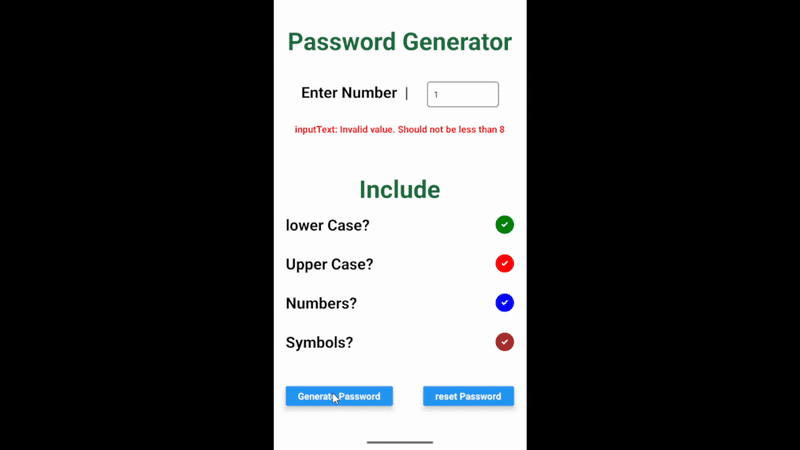 Password Generator
Enter Number |
1
inputText: Invalid value. Should not be less than 8
Include
lower Case?
Upper Case?
Numbers?
Symbols?
Generate Password
reset Password